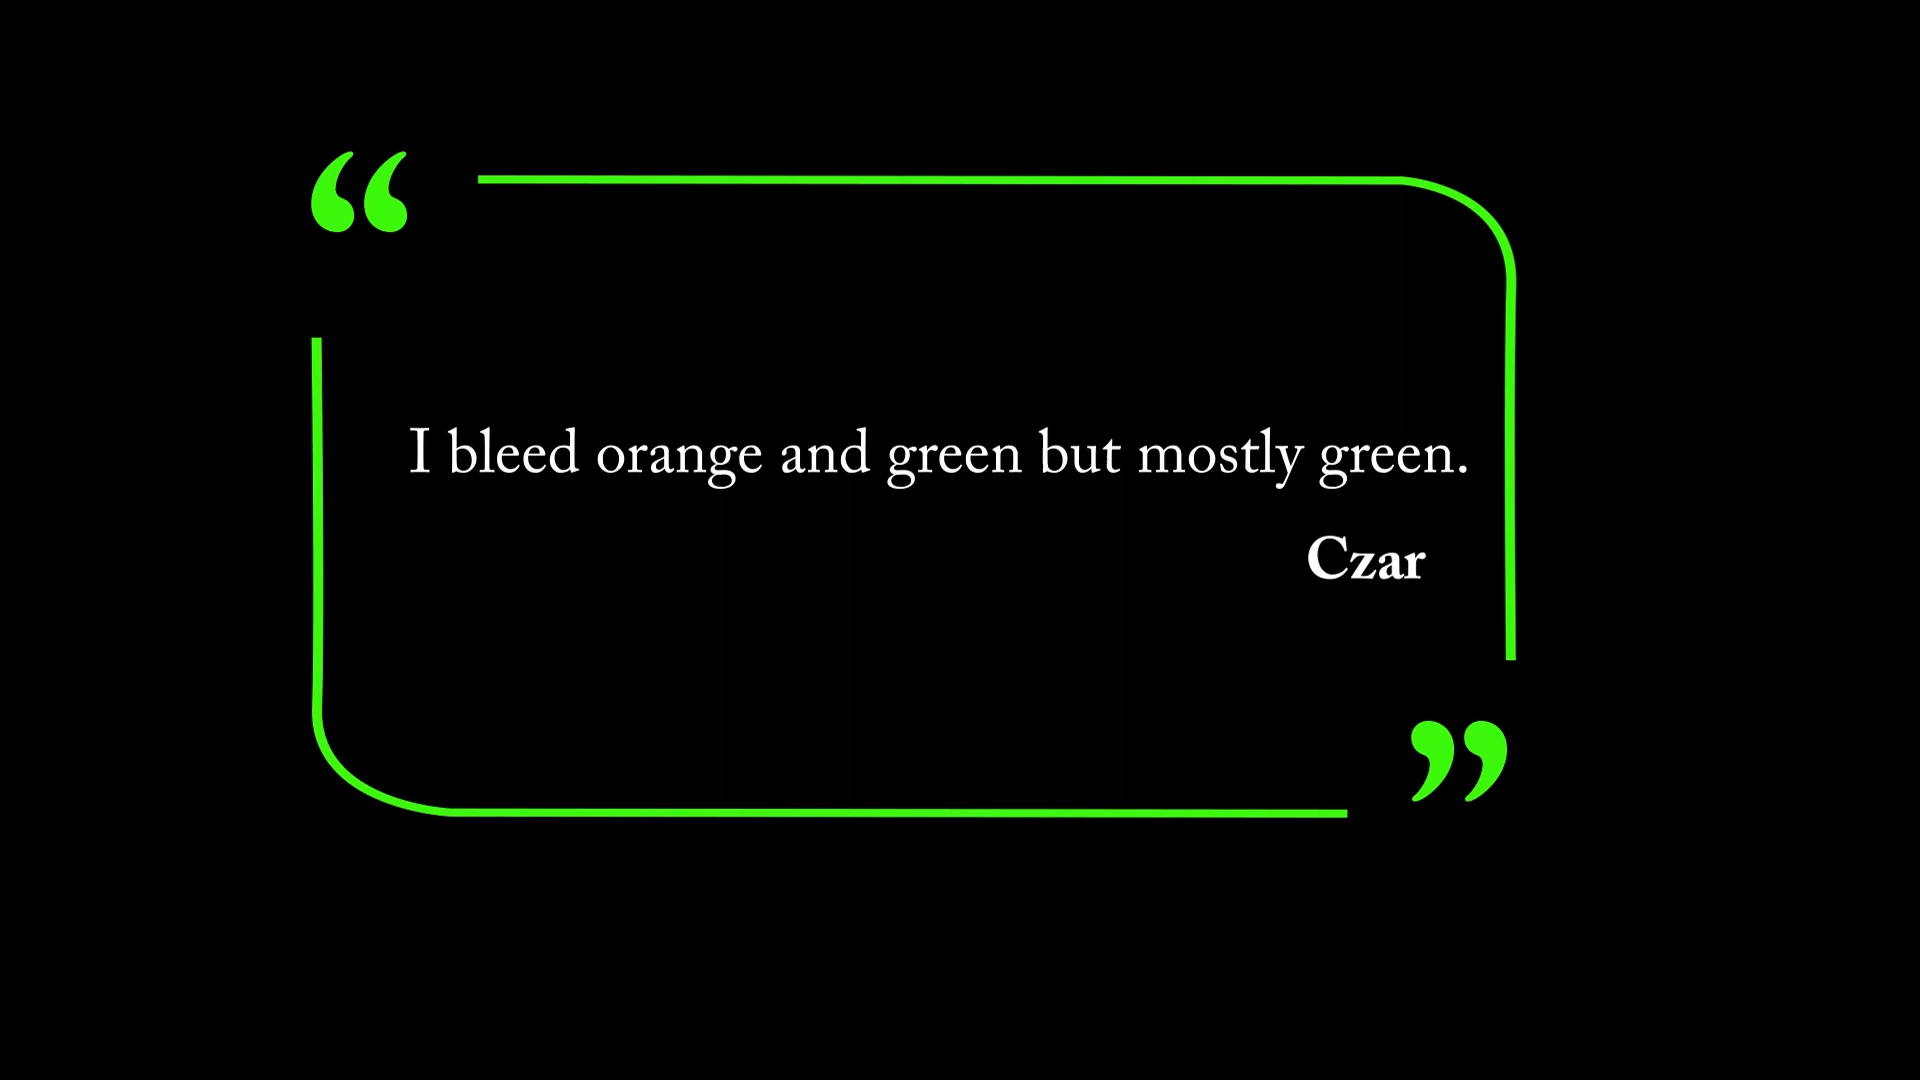 “
I bleed orange and green but mostly green.
Czar
”